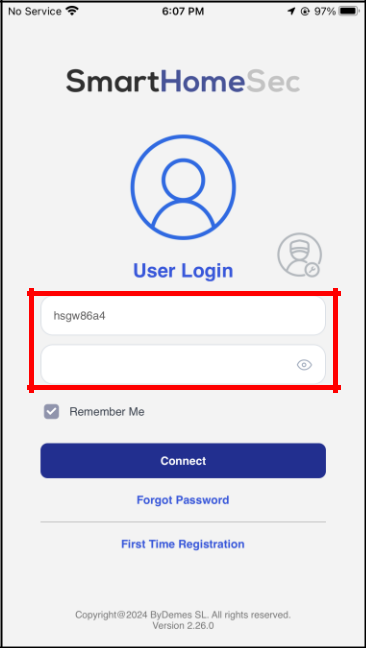 No Service 6:07 PM 97%
SmartHomeSec
User Login
hsgw86a4
Remember Me
Connect
Forgot Password
First Time Registration
Copyright@2024 ByDemes SL. All rights reserved.
Version 2.26.0